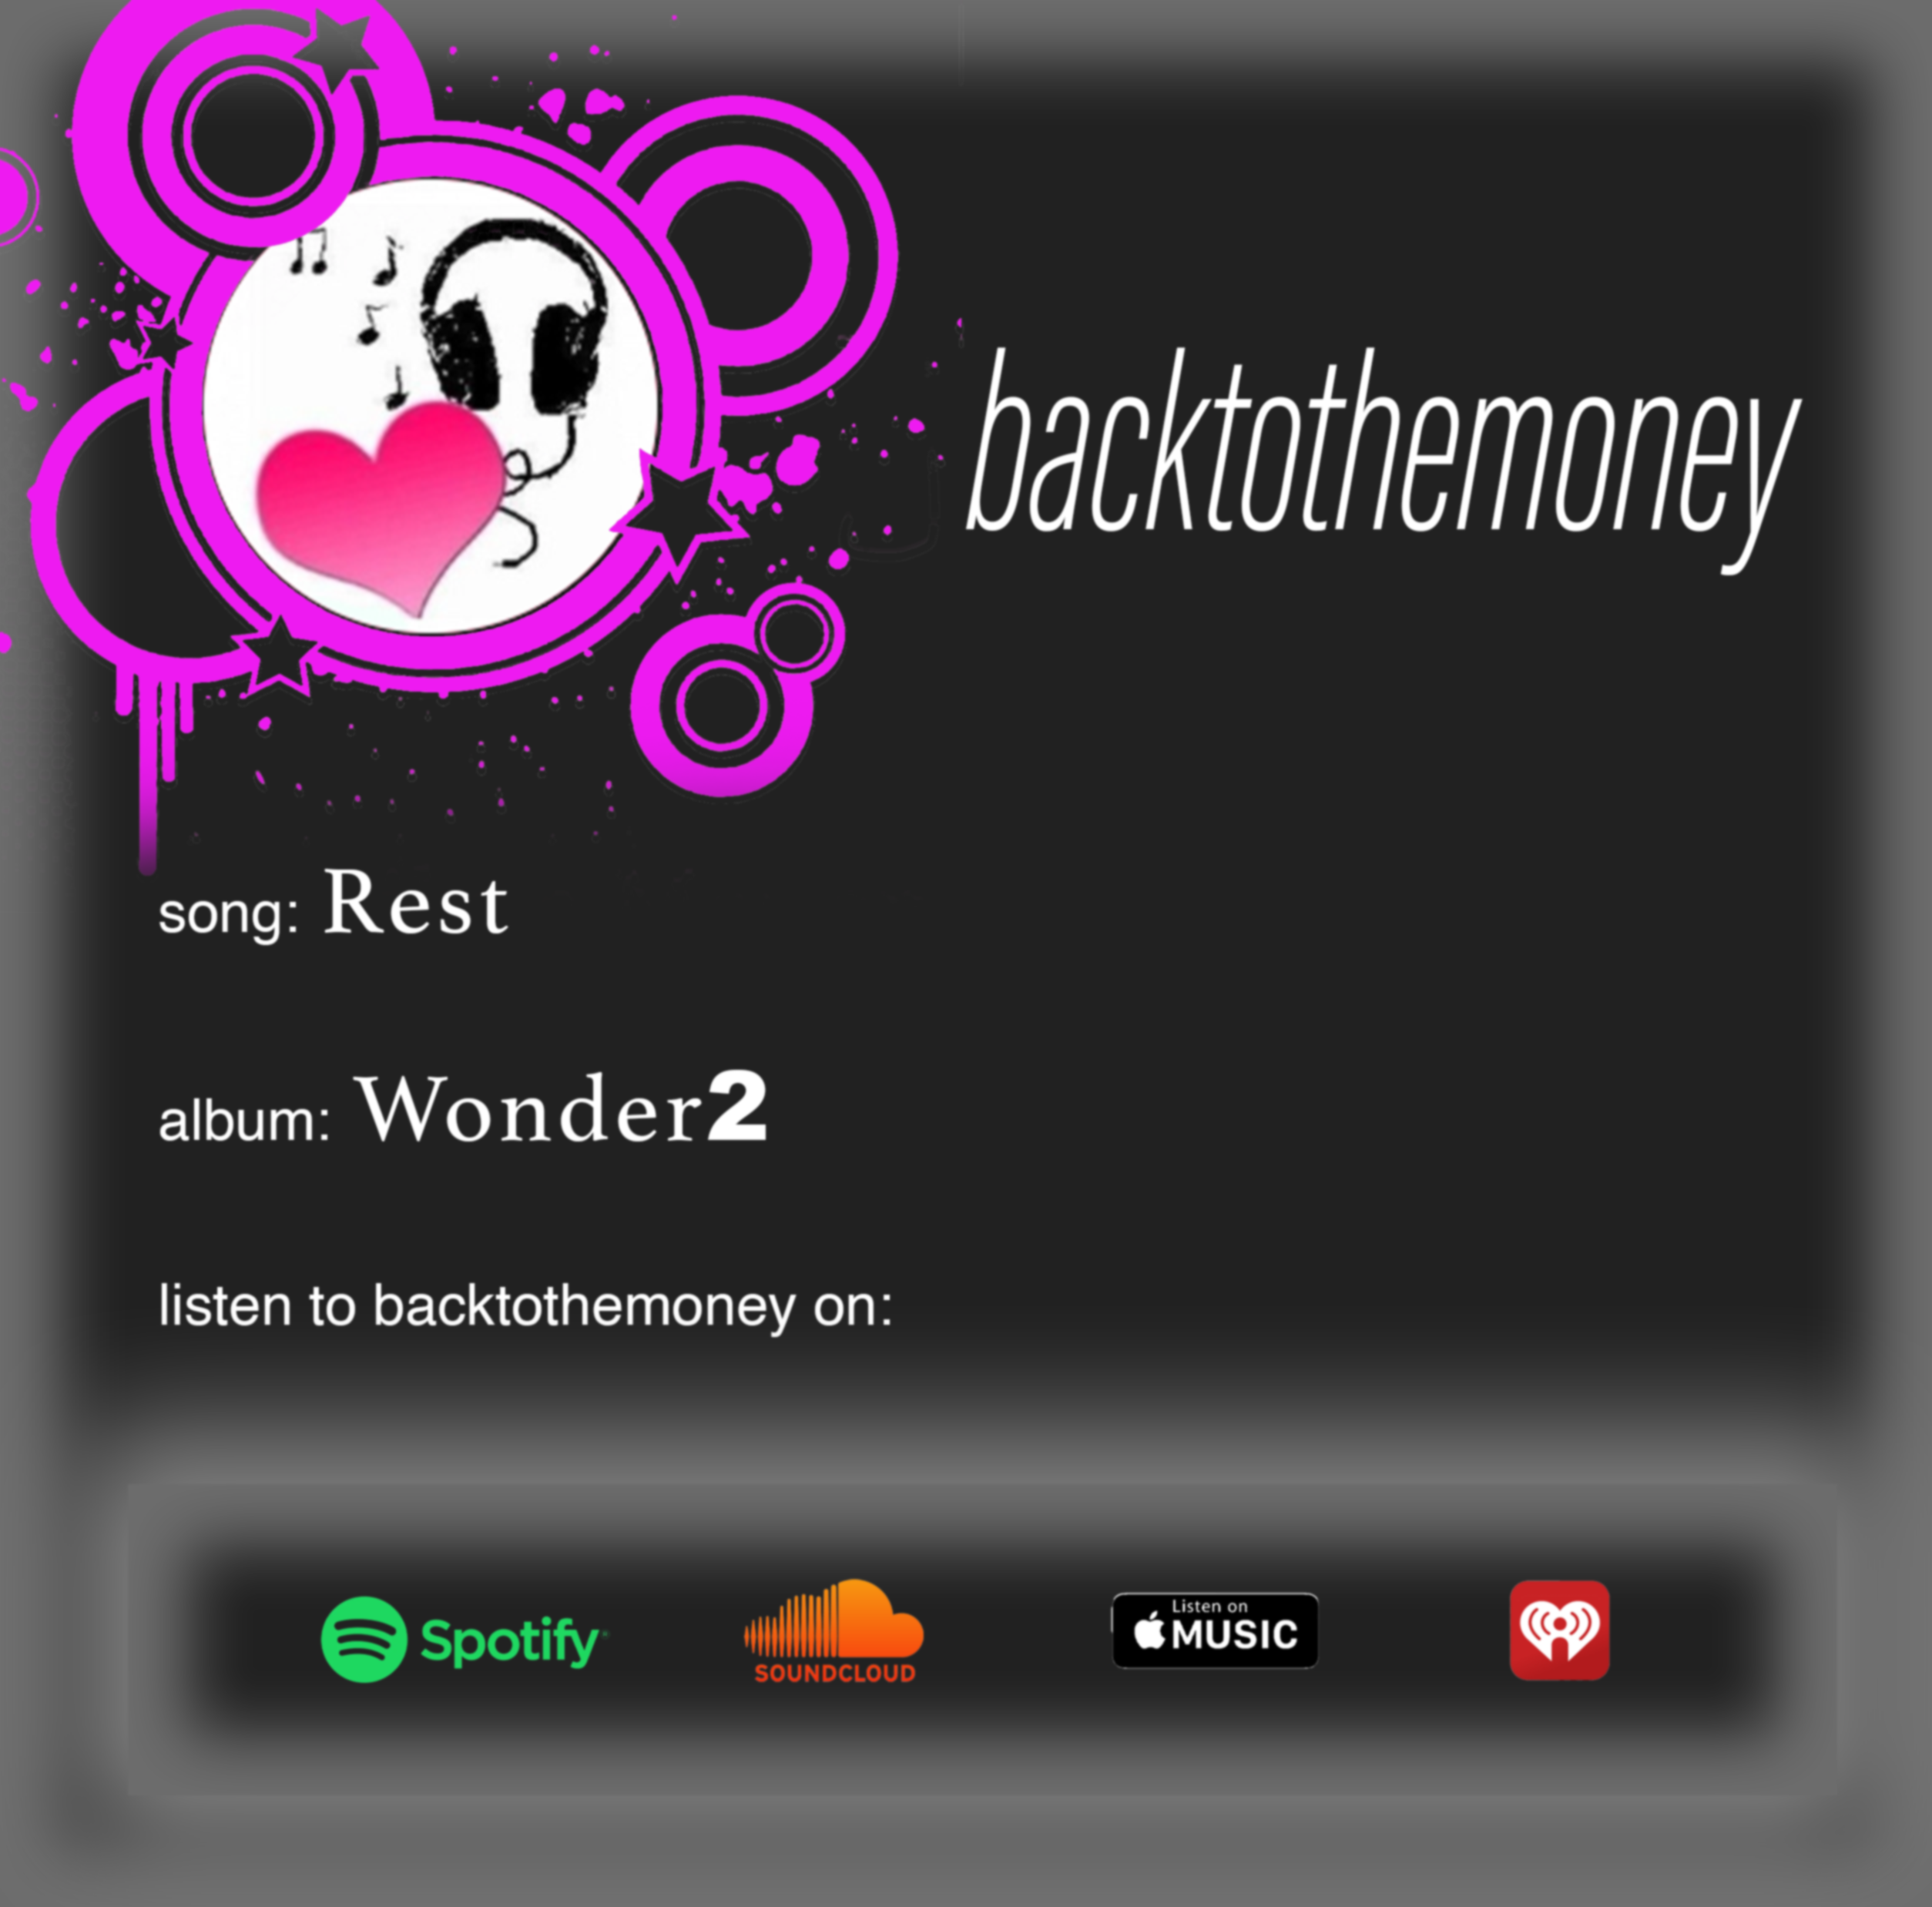 backtothemoney
song: Rest
album: Wonder2
listen to backtothemoney on:
Spotify
SOUNDCLOUD
Listen on
MUSIC